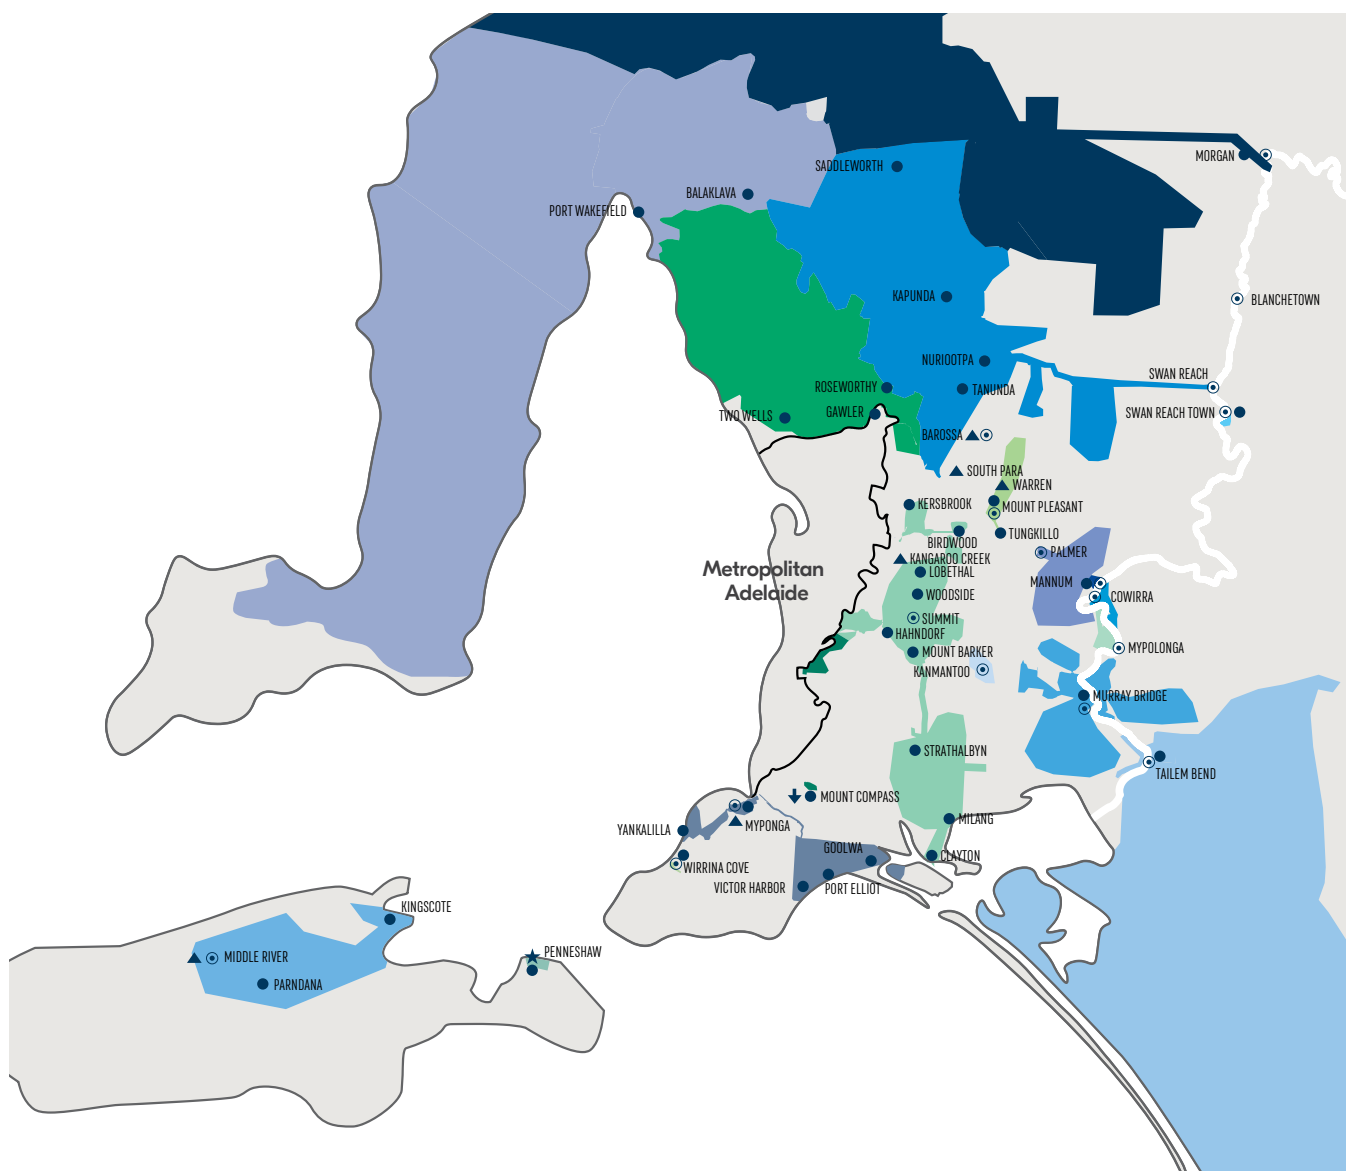 MORGAN
SADDLEWORTH
BALAKLAVA
PORT WAKEFIELD
KAPUNDA
BLANCHETOWN
NURIOOTPA
SWAN REACH
ROSEWORTHY
TANUNDA
TWO WELLS
GAWLER
SWAN REACH TOWN
BAROSSA
SOUTH PARA
WARREN
KERSBROOK
MOUNT PLEASANT
TUNGKILLO
BIRDWOOD
PALMER
KANGAROO CREEK
Metropolitan
Adelaide
LOBETHAL
MANNUM
WOODSIDE
COWIRRA
SUMMIT
HAHNDORF
MOUNT BARKER
MYPOLONGA
KANMANTOO
MURRAY BRIDGE
STRATHALBYN
TAILEM BEND
MOUNT COMPASS
MILANG
MYPONGA
YANKALILLA
GOOLWA
CLAYTON
WIRRINA COVE
VICTOR HARBOR
PORT ELLIOT
KINGSCOTE
PENNESHAW
MIDDLE RIVER
PARNDANA